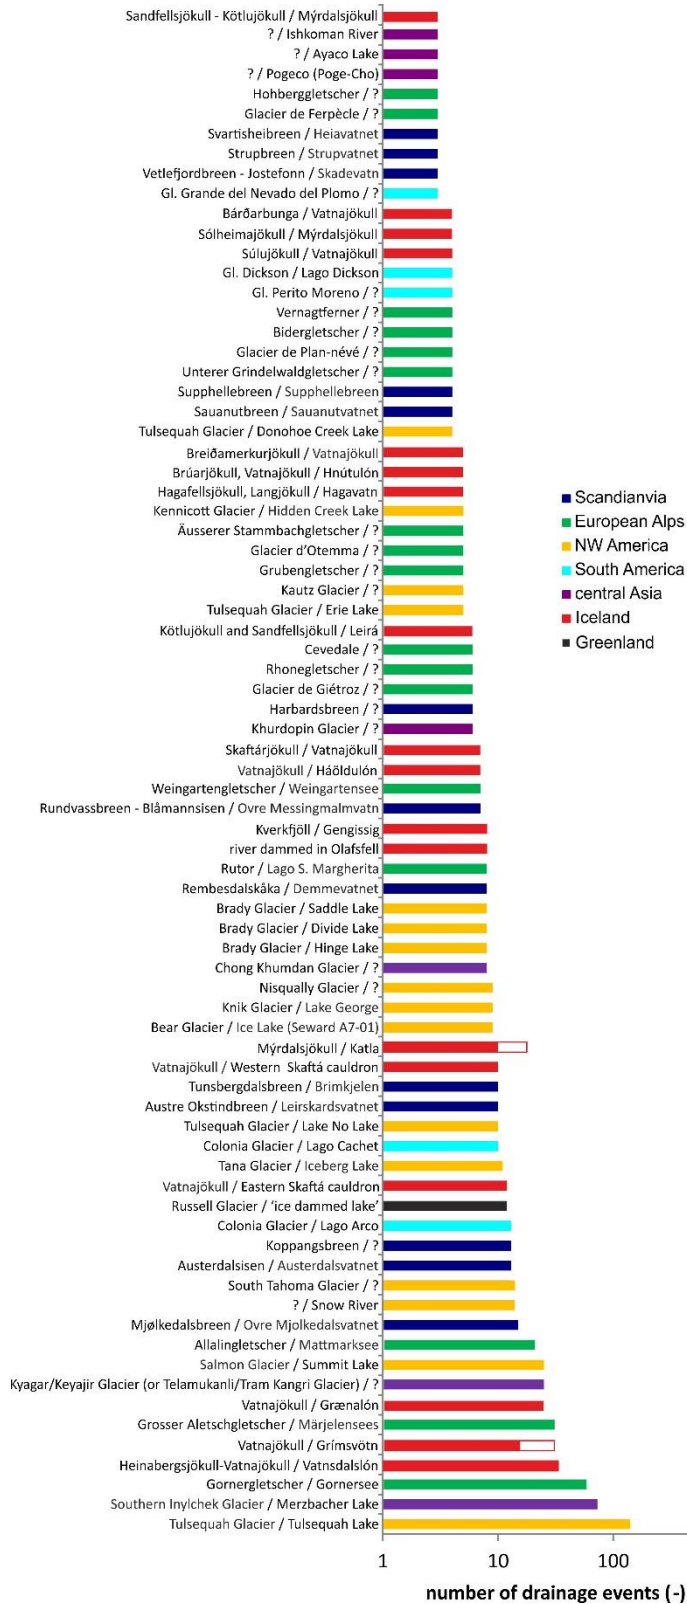 Sandfellsjökull - Kötlujökull / Mýrdalsjökull
? / Ishkoman River
? / Ayaco Lake
? / Pogeco (Poge-Cho)
Hohberggletscher / ?
Glacier de Ferpècle / ?
Svartisheibreen / Heiavatnet
Strupbreen / Strupvatnet
Vetlefjordbreen - Jostefonn / Skadevatn
Gl. Grande del Nevado del Plomo / ?
Bárðarbunga / Vatnajökull
Sólheimajökull / Mýrdalsjökull
Súlujökull / Vatnajökull
Gl. Dickson / Lago Dickson
Gl. Perito Moreno / ?
Vernagtferner / ?
Bidergletscher / ?
Glacier de Plan-névé / ?
Unterer Grindelwaldgletscher / ?
Supphellebreen / Supphellebreen
Sauanutbreen / Sauanutvatnet
Tulsequah Glacier / Donohoe Creek Lake
Breiðamerkurjökull / Vatnajökull
Brúarjökull, Vatnajökull / Hnútulón
Hagafellsjökull, Langjökull / Hagavatn
Kennicott Glacier / Hidden Creek Lake
Äusserer Stammbachgletscher / ?
Glacier d'Otemma / ?
Grubengletscher / ?
Kautz Glacier / ?
Tulsequah Glacier / Erie Lake
Kötlujökull and Sandfellsjökull / Leirá
Cevedale / ?
Rhonegletscher / ?
Glacier de Giétroz / ?
Harbardsbreen / ?
Khurdopin Glacier / ?
Skaftárjökull / Vatnajökull
Vatnajökull / Háöldulón
Weingartengletscher / Weingartensee
Rundvassbreen - Blåmannsisen / Ovre Messingmalmvatn
Kverkfjöll / Gengissig
river dammed in Olafsfell
Rutor / Lago S. Margherita
Rembesdalskåka / Demmevatnet
Brady Glacier / Saddle Lake
Brady Glacier / Divide Lake
Brady Glacier / Hinge Lake
Chong Khumdan Glacier / ?
Nisqually Glacier / ?
Knik Glacier / Lake George
Bear Glacier / Ice Lake (Seward A7-01)
Mýrdalsjökull / Katla
Vatnajökull / Western Skaftá cauldron
Tunsbergdalsbreen / Brimkjelen
Austre Okstindbreen / Leirskardsvatnet
Tulsequah Glacier / Lake No Lake
Colonia Glacier / Lago Cachet
Tana Glacier / Iceberg Lake
Vatnajökull / Eastern Skaftá cauldron
Russell Glacier / 'ice dammed lake'
Colonia Glacier / Lago Arco
Koppangsbreen / ?
Austerdalsisen / Austerdalsvatnet
South Tahoma Glacier / ?
? / Snow River
Mjølkedalsbreen / Ovre Mjolkedalsvatnet
Allalingletscher / Mattmarksee
Salmon Glacier / Summit Lake
Kyagar/Keyajir Glacier (or Telamukanli/Tram Kangri Glacier) / ?
Vatnajökull / Grænalón
Grosser Aletschgletscher / Märjelensees
Vatnajökull / Grímsvötn
Heinabergsjökull-Vatnajökull / Vatnsdalslón
Gornergletscher / Gornersee
Southern Inylchek Glacier / Merzbacher Lake
Tulsequah Glacier / Tulsequah Lake
Scandianvia
European Alps
NW America
South America
central Asia
Iceland
Greenland
1 10 100
number of drainage events (-)